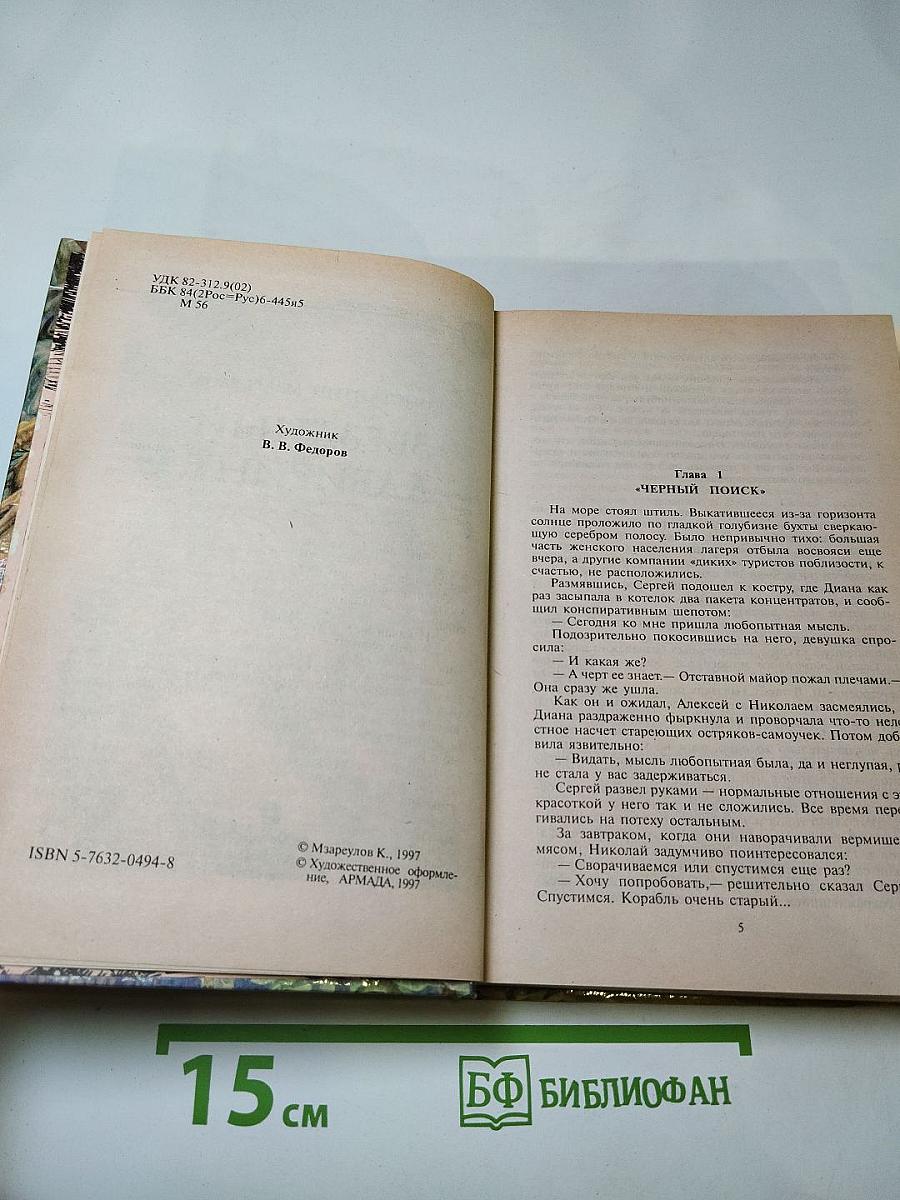 УДК 82-312.9(02)
ББК 84(2Рос=Рус)6-445я5
М 56
Художник
В. В. Федоров
ISBN 5-7632-0494-8
© Мзареулов К., 1997
© Художественное оформле-
ние, АРМАДА, 1997
Глава 1
«ЧЕРНЫЙ ПОИСК»
На море стоял штиль. Выкатившееся из-за горизонта
солнце проложило по гладкой голубизне бухты сверкаю-
щую серебром полосу. Было непривычно тихо: большая
часть женского населения лагеря отбыла восвояси еще
вчера, а другие компании «диких» туристов поблизости, к
счастью, не расположились.
Размявшись, Сергей подошел к костру, где Диана как
раз засыпала в котелок два пакета концентратов, и сооб-
щил конспиративным шепотом:
— Сегодня ко мне пришла любопытная мысль.
Подозрительно покосившись на него, девушка спро-
сила:
— И какая же?
— А черт ее знает.— Отставной майор пожал плечами.—
Она сразу же ушла.
Как он и ожидал, Алексей с Николаем засмеялись,
Диана раздраженно фыркнула и проворчала что-то
стное насчет стареющих остряков-самоучек. Потом
вила язвительно:
— Видать, мысль любопытная была, да и неглупая,
не стала у вас задерживаться.
Сергей развел руками — нормальные отношения с
красоткой у него так и не сложились. Все время
гивались на потеху остальным.
За завтраком, когда они наворачивали
мясом, Николай задумчиво поинтересовался:
— Сворачиваемся или спустимся еще раз?
— Хочу попробовать,— решительно сказал
Спустимся. Корабль очень старый...
5
15 см
БФ БИБЛИОФАН